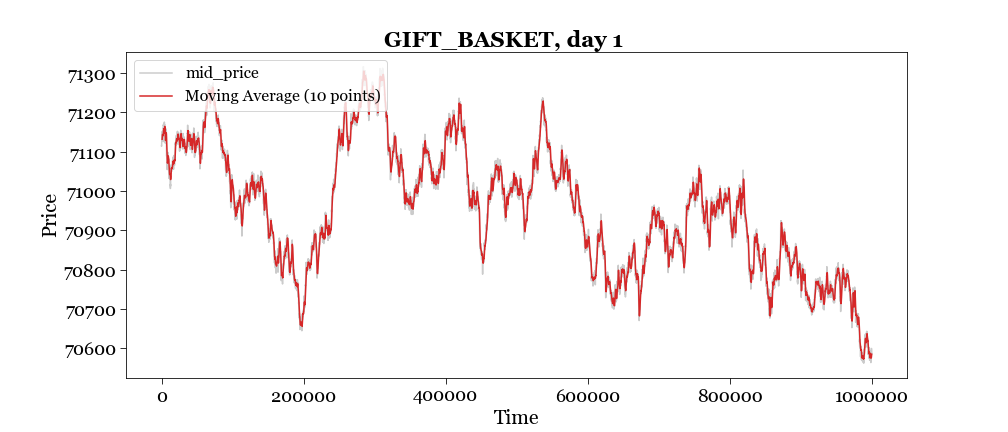 GIFT_BASKET, day 1
mid_price
Moving Average (10 points)
Price
71300
71200
71100
71000
70900
70800
70700
70600
0 200000 400000 600000 800000 1000000
Time